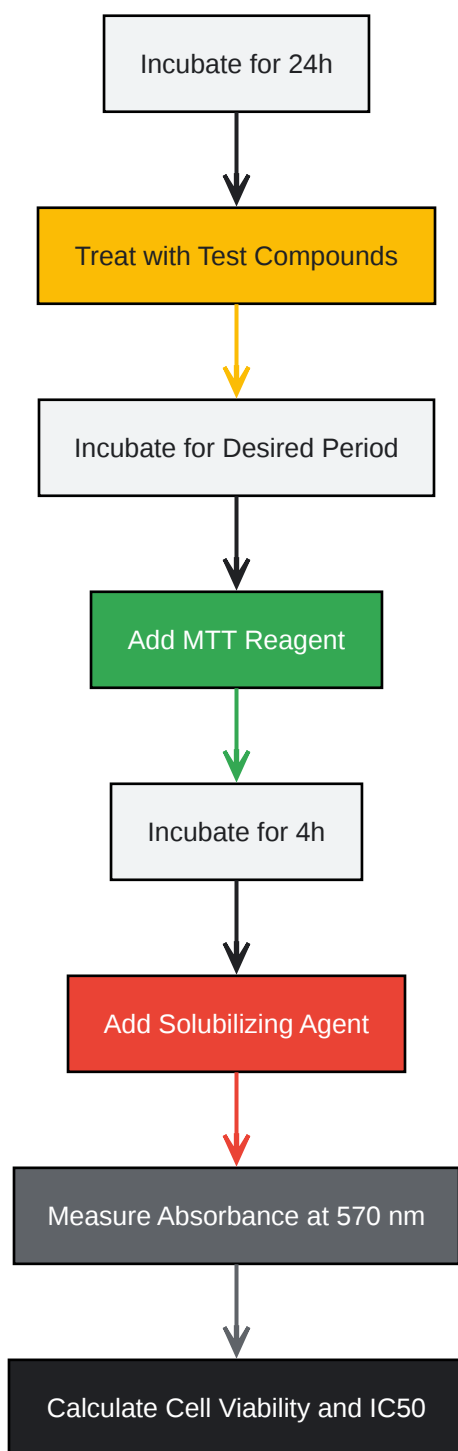 Incubate for 24h
Treat with Test Compounds
Incubate for Desired Period
Add MTT Reagent
Incubate for 4h
Add Solubilizing Agent
Measure Absorbance at 570 nm
Calculate Cell Viability and IC50